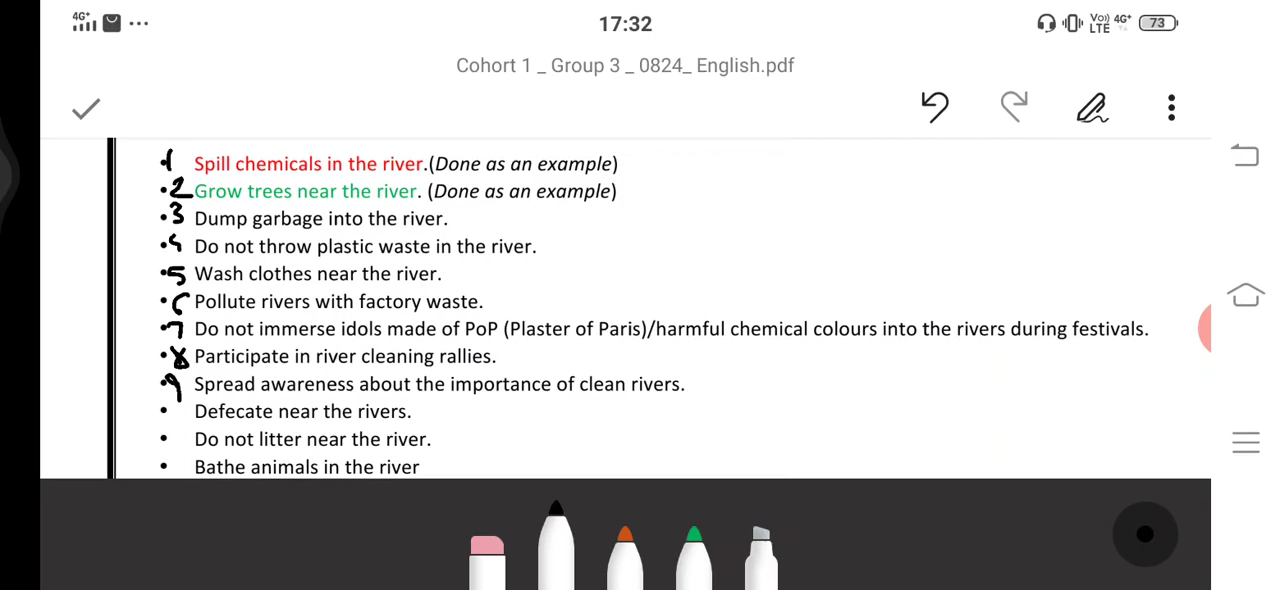 4G+ 17:32 Vo)) LTE 4G+ 73
Cohort 1 _ Group 3 _ 0824_ English.pdf
•1 Spill chemicals in the river.(Done as an example)
•2 Grow trees near the river. (Done as an example)
•3 Dump garbage into the river.
•4 Do not throw plastic waste in the river.
•5 Wash clothes near the river.
•6 Pollute rivers with factory waste.
•7 Do not immerse idols made of PoP (Plaster of Paris)/harmful chemical colours into the rivers during festivals.
•8 Participate in river cleaning rallies.
•9 Spread awareness about the importance of clean rivers.
• Defecate near the rivers.
• Do not litter near the river.
• Bathe animals in the river